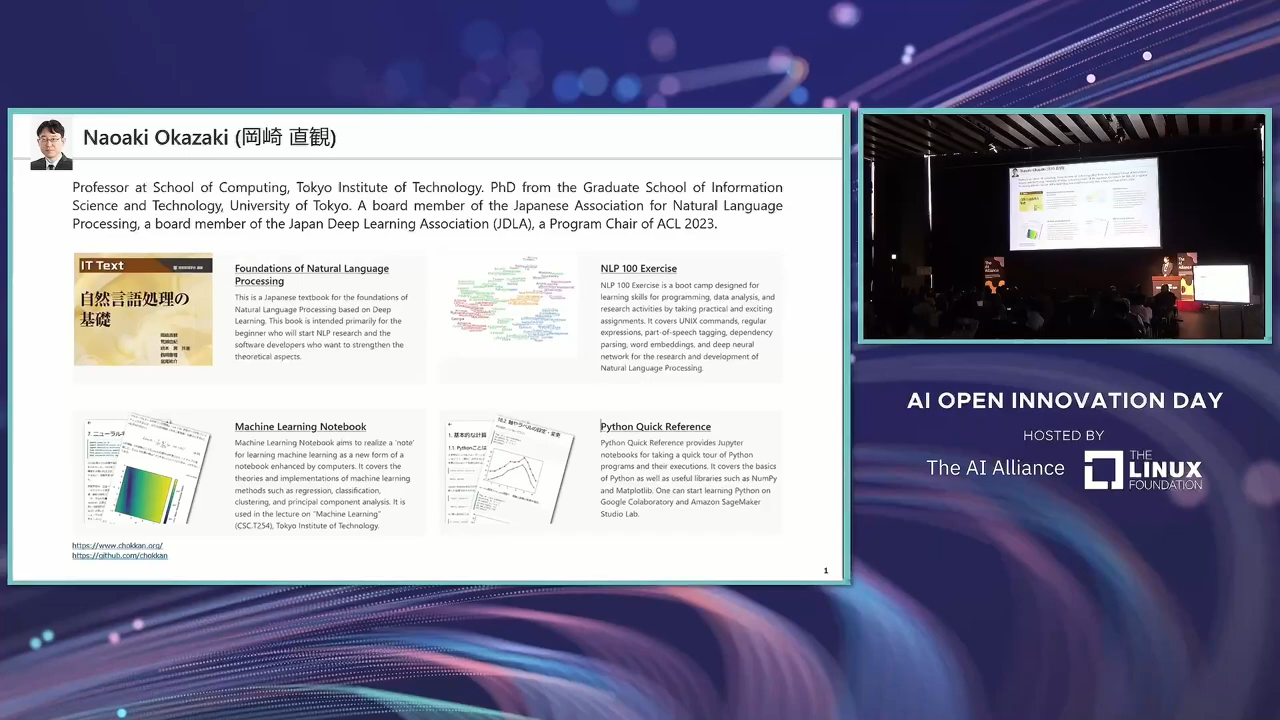 Naoaki Okazaki (岡崎 直観)
Professor at School of Computing, Tokyo Institute of Technology. PhD from the Graduate School of Information
Science and Technology, University of Tokyo. A board member of the Japanese Association for Natural Language
Processing, a board member of the Japan Deep Learning Association (JDLA), a Program Chair of ACL 2023.
IT Text
自然言語処理の
基礎
Foundations of Natural Language
Processing
This is a Japanese textbook for the foundations of
Natural Language Processing based on Deep
Learning. This book is intended primarily for the
beginner who will start NLP research and the
software developers who want to strengthen the
theoretical aspects.
NLP 100 Exercise
NLP 100 Exercise is a boot camp designed for
learning skills for programming, data analysis, and
research activities by taking practical and exciting
assignments. It covers UNIX commands, regular
expressions, part-of-speech tagging, dependency
parsing, word embeddings, and deep neural
network for the research and development of
Natural Language Processing.
Machine Learning Notebook
Machine Learning Notebook aims to realize a 'note'
for learning machine learning as a new form of a
notebook enhanced by computers. It covers the
theories and implementations of machine learning
methods such as regression, classification,
clustering, and principal component analysis. It is
used in the lecture on "Machine Learning"
(CSC.T254), Tokyo Institute of Technology.
Python Quick Reference
Python Quick Reference provides Jupyter
notebooks for taking a quick tour of Python
programs and their executions. It covers the basics
of Python as well as useful libraries such as NumPy
and Matplotlib. One can start learning Python on
Google Colaboratory and Amazon SageMaker
Studio Lab.
https://www.chokkan.org/
https://github.com/chokkan
1
AI OPEN INNOVATION DAY
HOSTED BY
The AI Alliance
THE
LINUX
FOUNDATION